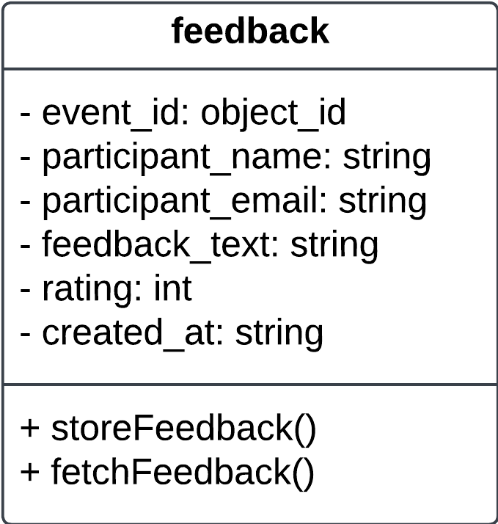 feedback
- event_id: object_id
- participant_name: string
- participant_email: string
- feedback_text: string
- rating: int
- created_at: string
+ storeFeedback()
+ fetchFeedback()